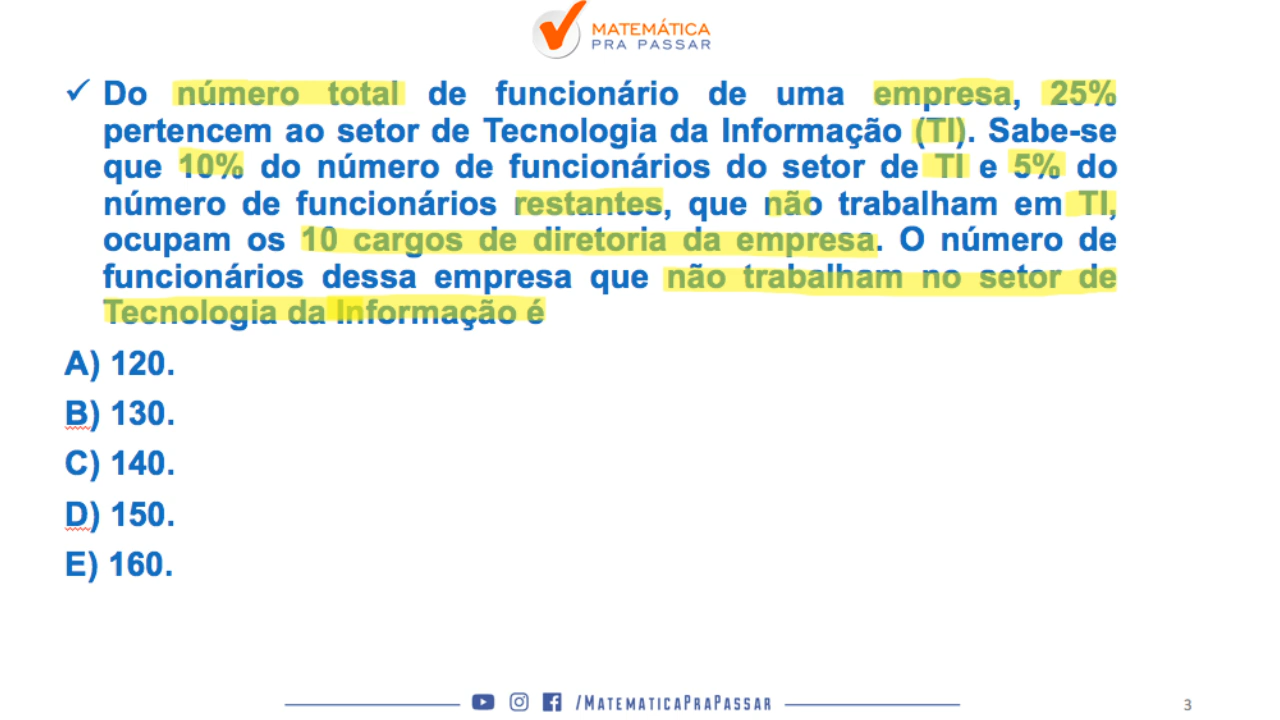 MATEMÁTICA
PRA PASSAR
✓ Do número total de funcionário de uma empresa, 25%
pertencem ao setor de Tecnologia da Informação (TI). Sabe-se
que 10% do número de funcionários do setor de TI e 5% do
número de funcionários restantes, que não trabalham em TI,
ocupam os 10 cargos de diretoria da empresa. O número de
funcionários dessa empresa que não trabalham no setor de
Tecnologia da Informação é
A) 120.
B) 130.
C) 140.
D) 150.
E) 160.
/MATEMATICAPRAPASSAR
3